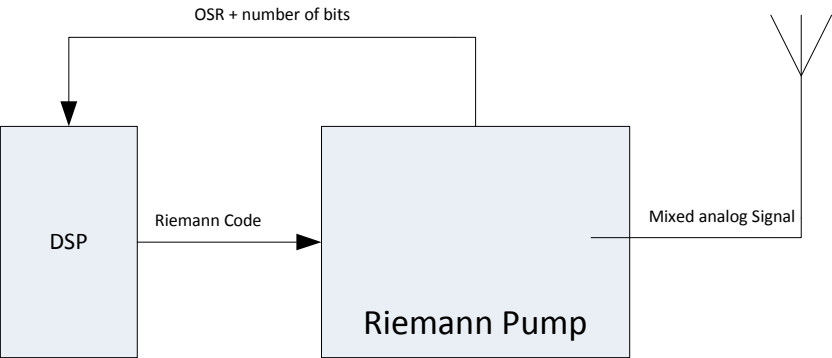 OSR + number of bits
DSP
Riemann Code
Mixed analog Signal
Riemann Pump